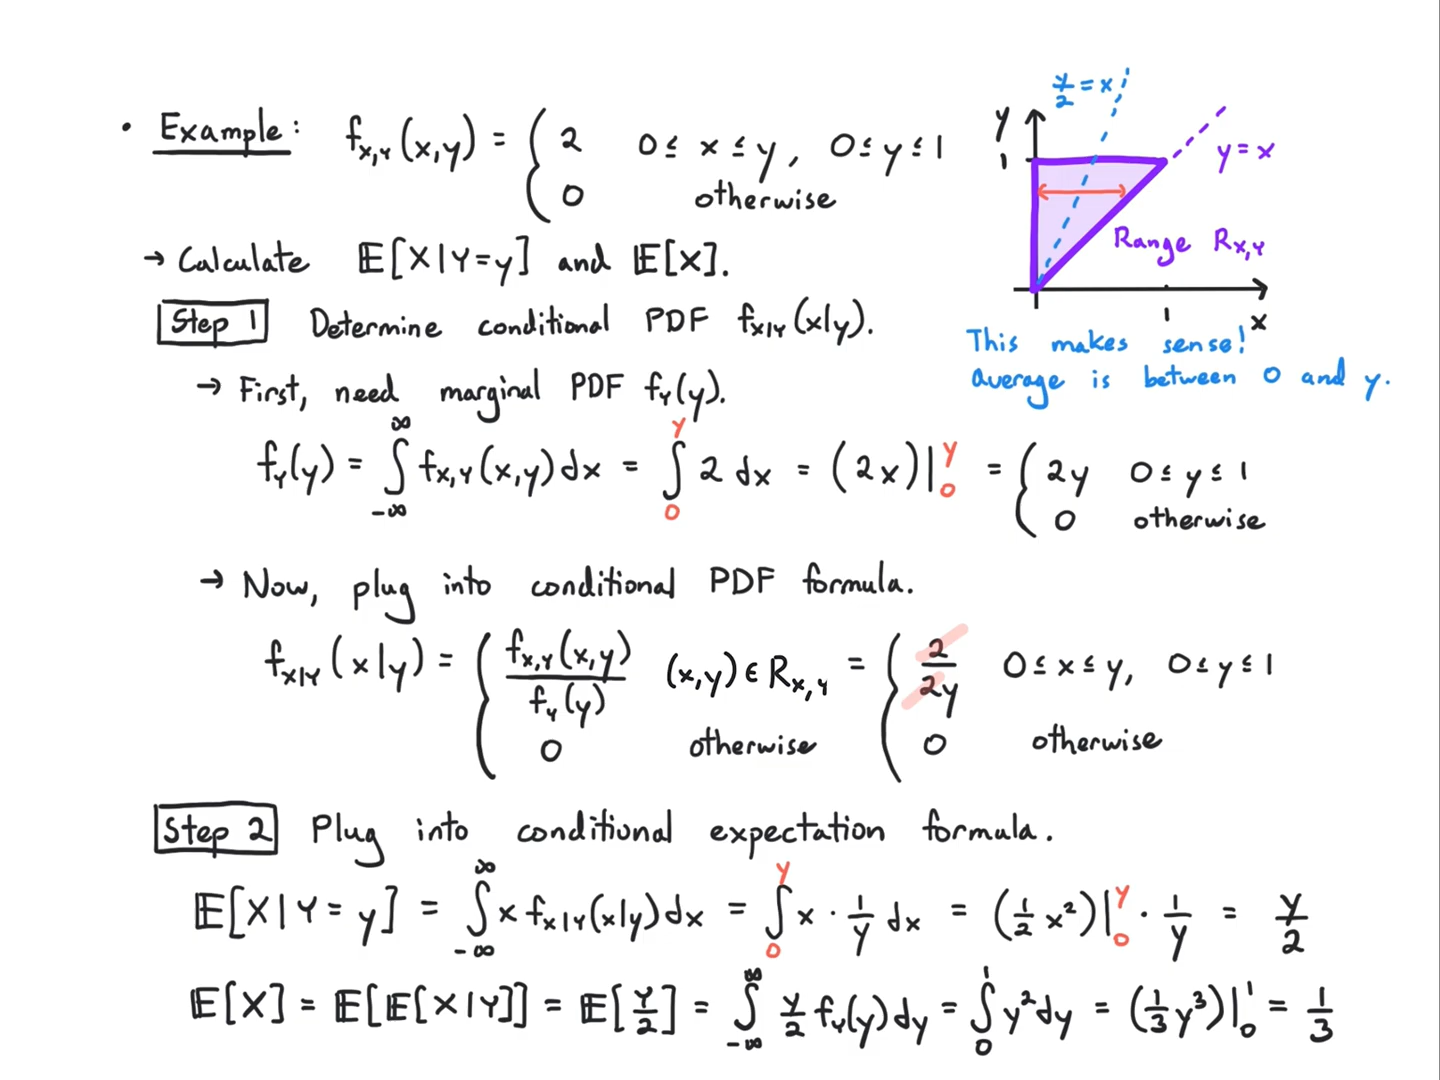 • Example: f_{X,Y}(x,y) = { 2   0 ≤ x ≤ y, 0 ≤ y ≤ 1
0   otherwise
→ Calculate 𝔼[X|Y=y] and 𝔼[X].
Step 1 Determine conditional PDF f_{X|Y}(x|y).
→ First, need marginal PDF f_Y(y).
f_Y(y) = ∫_{-∞}^{∞} f_{X,Y}(x,y) dx = ∫_0^y 2 dx = (2x)|_0^y = { 2y   0 ≤ y ≤ 1
0   otherwise
→ Now, plug into conditional PDF formula.
f_{X|Y}(x|y) = { f_{X,Y}(x,y)/f_Y(y)   (x,y) ∈ R_{X,Y} = { 2/2y   0 ≤ x ≤ y, 0 ≤ y ≤ 1
0   otherwise   0   otherwise
Step 2 Plug into conditional expectation formula.
𝔼[X|Y=y] = ∫_{-∞}^{∞} x f_{X|Y}(x|y) dx = ∫_0^y x · 1/y dx = (1/2 x²)|_0^y · 1/y = y/2
𝔼[X] = 𝔼[𝔼[X|Y]] = 𝔼[Y/2] = ∫_{-∞}^{∞} y/2 f_Y(y) dy = ∫_0^1 y² dy = (1/3 y³)|_0^1 = 1/3
y/2 = x
y
1
y = x
Range R_{X,Y}
1
x
This makes sense!
average is between 0 and y.